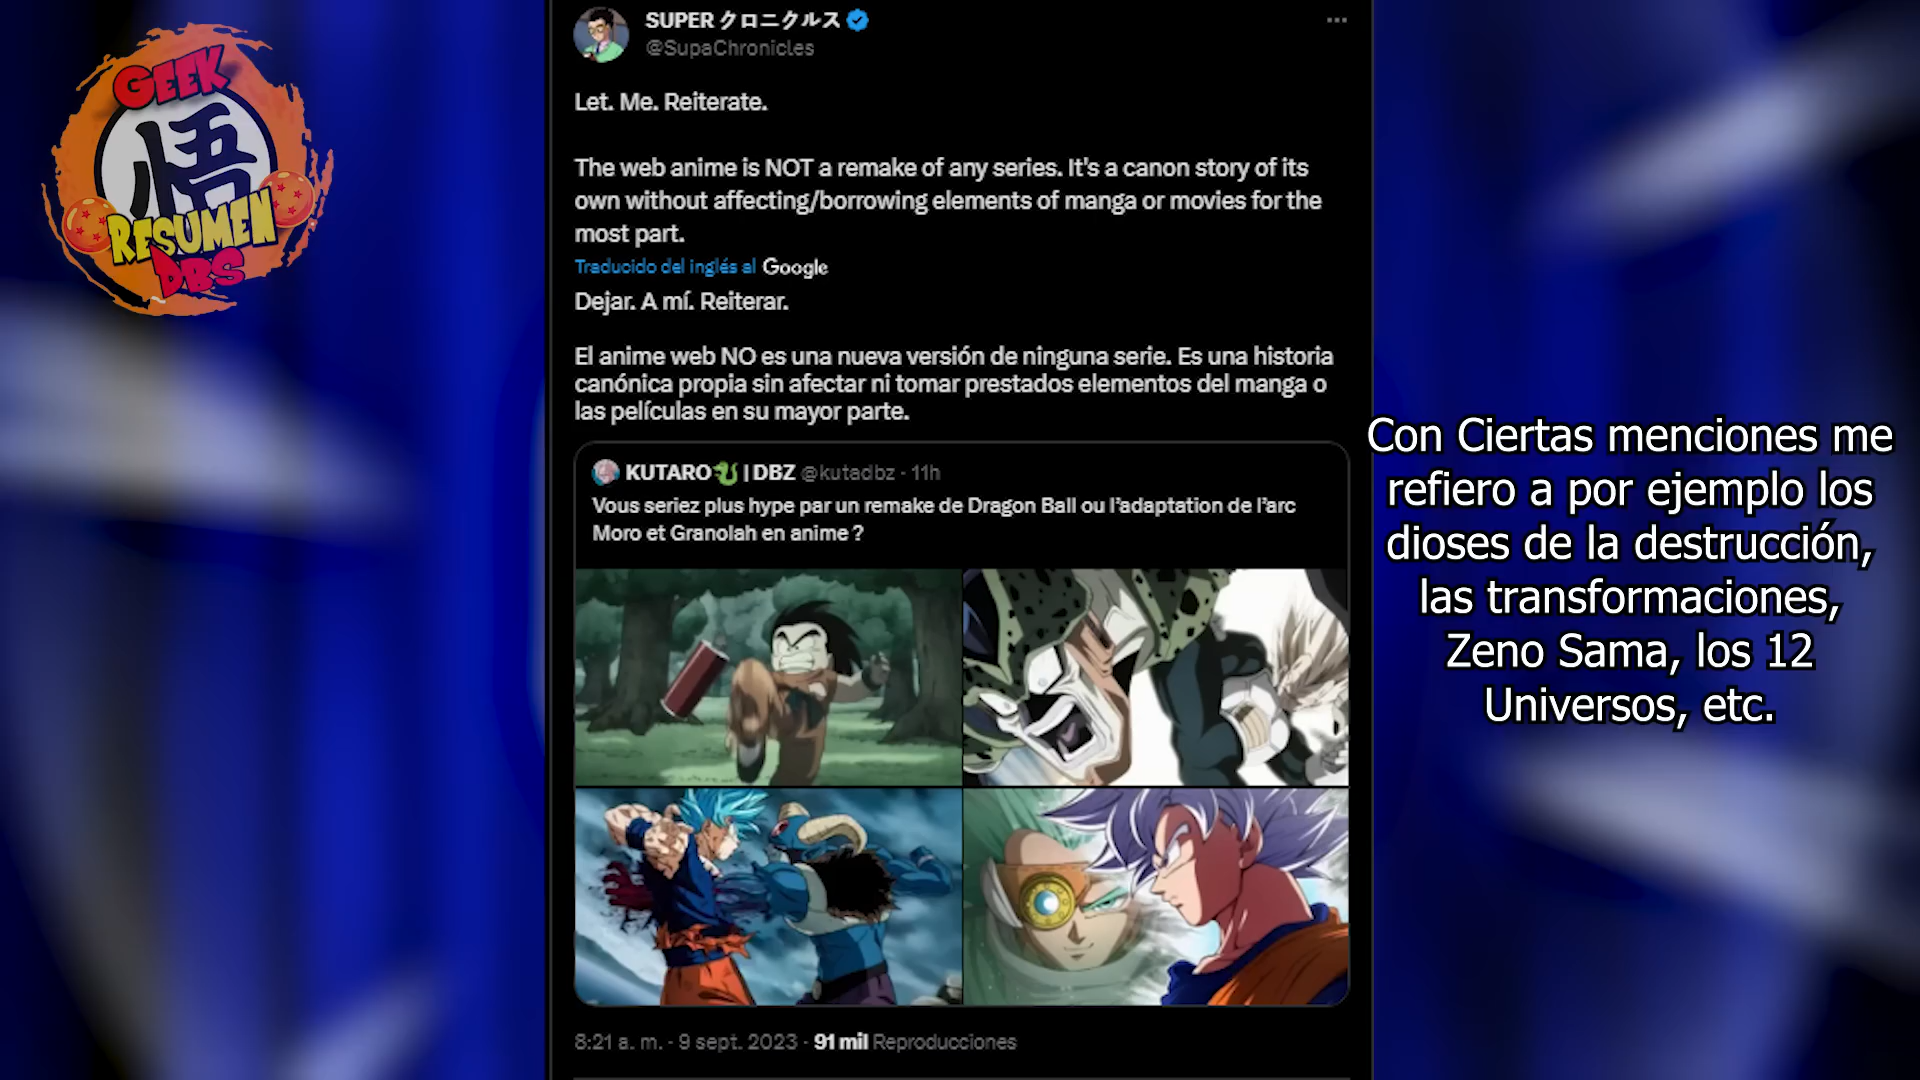 GEEK
悟
RESUMEN
DBS
SUPER クロニクルス
@SupaChronicles
Let. Me. Reiterate.
The web anime is NOT a remake of any series. It's a canon story of its
own without affecting/borrowing elements of manga or movies for the
most part.
Traducido del inglés al Google
Dejar. A mí. Reiterar.
El anime web NO es una nueva versión de ninguna serie. Es una historia
canónica propia sin afectar ni tomar prestados elementos del manga o
las películas en su mayor parte.
KUTARO🐉 | DBZ @kutadbz · 11h
Vous seriez plus hype par un remake de Dragon Ball ou l'adaptation de l'arc
Moro et Granolah en anime ?
8:21 a. m. · 9 sept. 2023 · 91 mil Reproducciones
Con Ciertas menciones me
refiero a por ejemplo los
dioses de la destrucción,
las transformaciones,
Zeno Sama, los 12
Universos, etc.